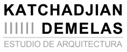 KATCHADJIAN
DEMELAS
ESTUDIO DE ARQUITECTURA